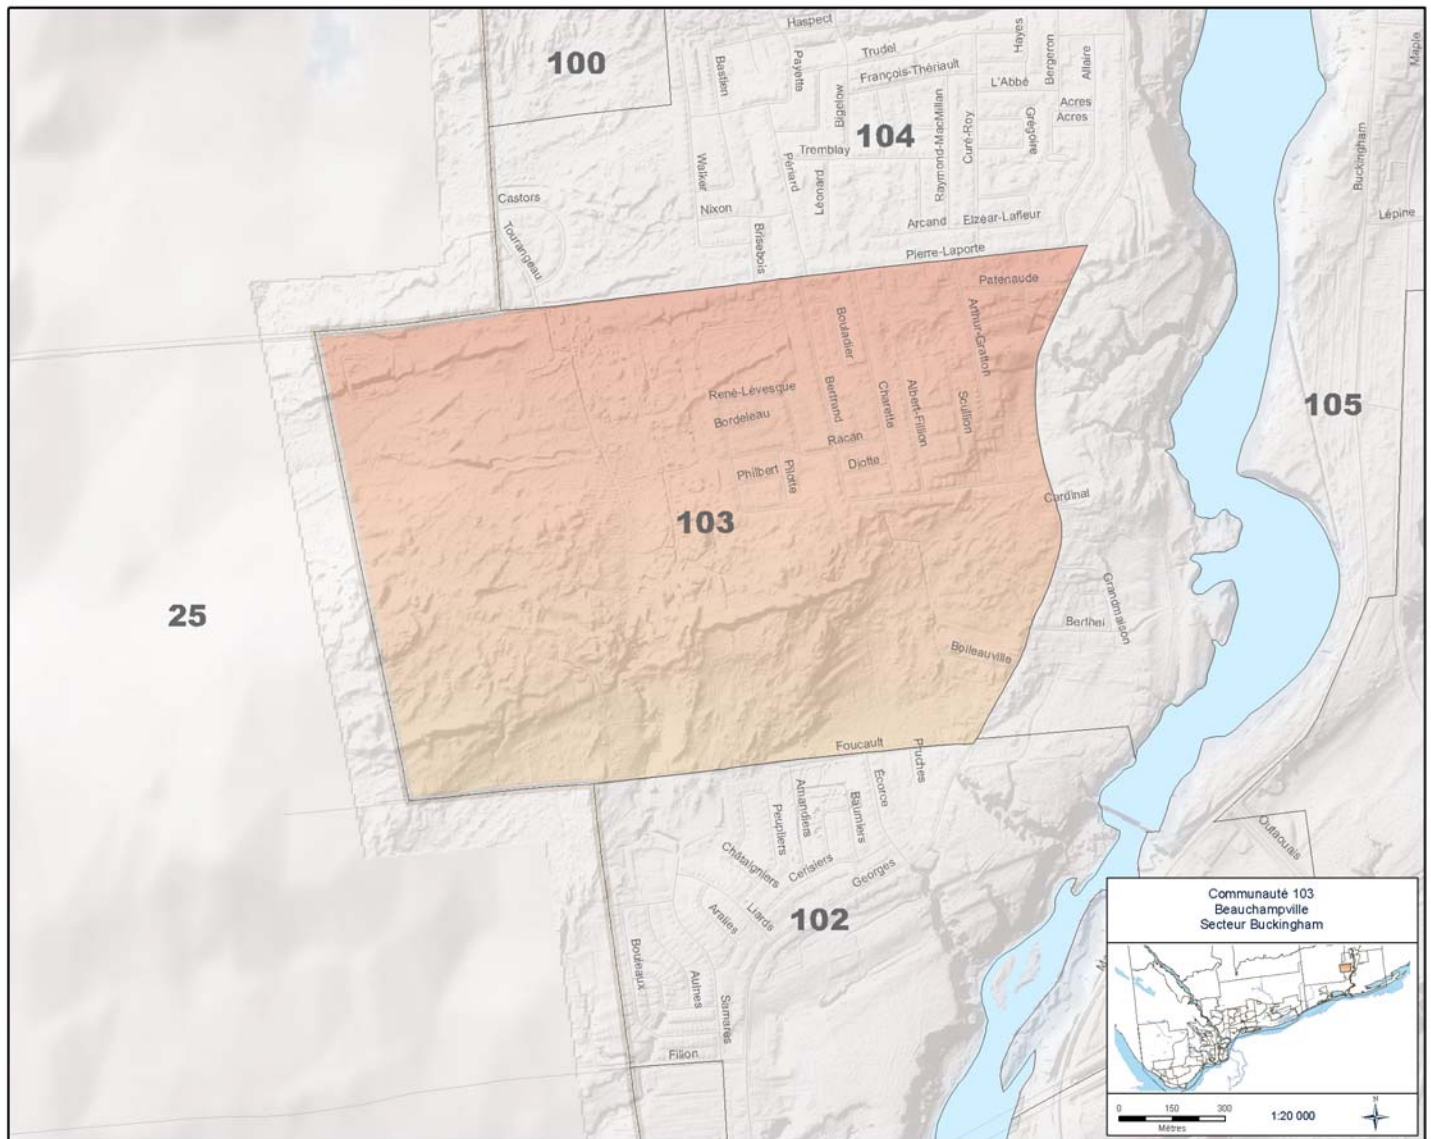 Haspect
Maple
100
Bastien
Payette
Trudel
François-Thériault
Hayes
Bergeron
Allaire
L'Abbé
Bigelow
Raymond-MacMillan
Curé-Roy
Grégoire
Acres
Acres
104
Buckingham
Walker
Périard
Tremblay
Léonard
Castors
Nixon
Arcand
Elzéar-Lafleur
Lépine
Tourangeau
Brisebois
Pierre-Laporte
Patenaude
Bouladier
Arthur-Gratton
René-Lévesque
Bertrand
Charette
Albert-Fillion
Scullion
105
Bordeleau
Racan
Philbert
Pilotte
Diotte
Cardinal
103
25
Grandmaison
Berthel
Boileauville
Foucault
Pruches
Écorce
Amandiers
Baumiers
Peupliers
Outaouais
Châtaigniers
Cerisiers
Georges
Liards
Aralies
102
Bouleaux
Aulnes
Samares
Filion
Communauté 103
Beauchampville
Secteur Buckingham
0 150 300
Mètres
1:20 000
N